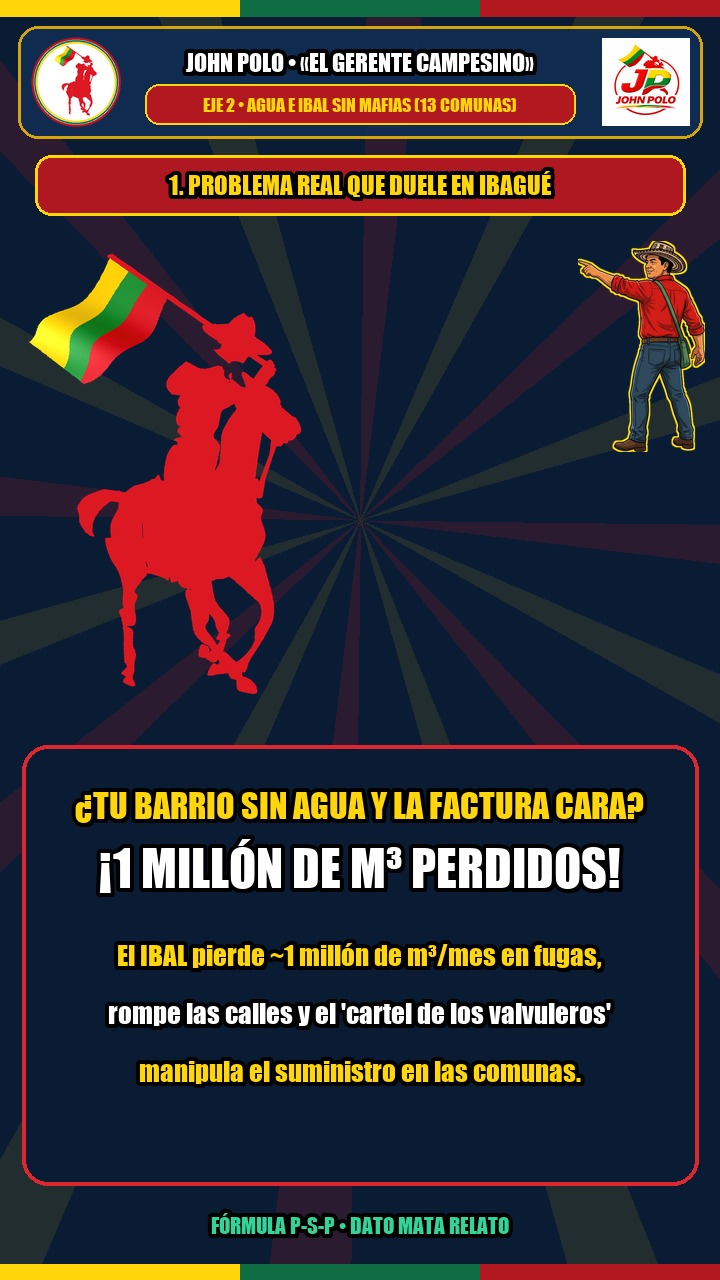 JOHN POLO • «EL GERENTE CAMPESINO»
EJE 2 • AGUA E IBAL SIN MAFIAS (13 COMUNAS)
JP
JOHN POLO
1. PROBLEMA REAL QUE DUELE EN IBAGUÉ
¿TU BARRIO SIN AGUA Y LA FACTURA CARA?
¡1 MILLÓN DE M³ PERDIDOS!
El IBAL pierde ~1 millón de m³/mes en fugas,
rompe las calles y el 'cartel de los valvuleros'
manipula el suministro en las comunas.
FÓRMULA P-S-P • DATO MATA RELATO